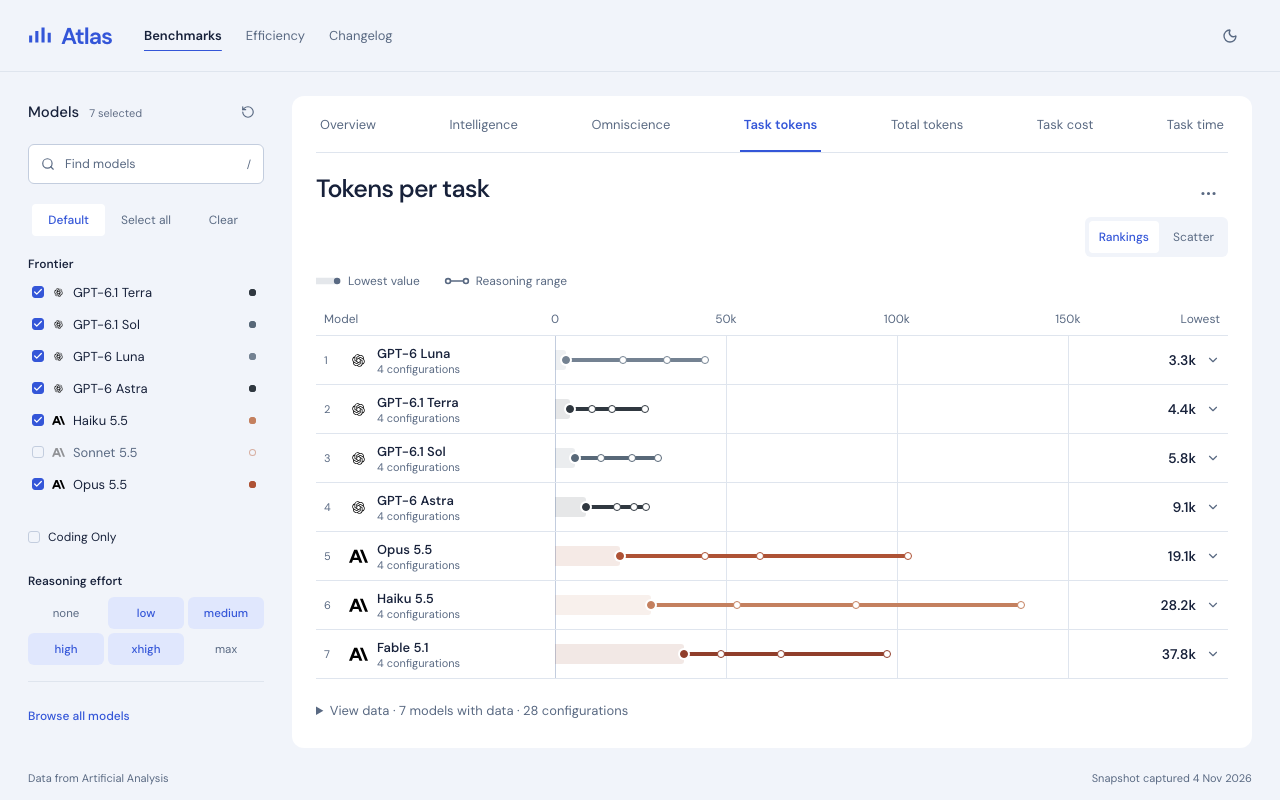 Atlas
Benchmarks Efficiency Changelog
Models 7 selected
Find models /
Default Select all Clear
Frontier
GPT-6.1 Terra
GPT-6.1 Sol
GPT-6 Luna
GPT-6 Astra
Haiku 5.5
Sonnet 5.5
Opus 5.5
Coding Only
Reasoning effort
none low medium
high xhigh max
Browse all models
Overview Intelligence Omniscience Task tokens Total tokens Task cost Task time
Tokens per task
Rankings Scatter
Lowest value Reasoning range
Model 0 50k 100k 150k Lowest
1 GPT-6 Luna 3.3k
4 configurations
2 GPT-6.1 Terra 4.4k
4 configurations
3 GPT-6.1 Sol 5.8k
4 configurations
4 GPT-6 Astra 9.1k
4 configurations
5 Opus 5.5 19.1k
4 configurations
6 Haiku 5.5 28.2k
4 configurations
7 Fable 5.1 37.8k
4 configurations
View data · 7 models with data · 28 configurations
Data from Artificial Analysis
Snapshot captured 4 Nov 2026